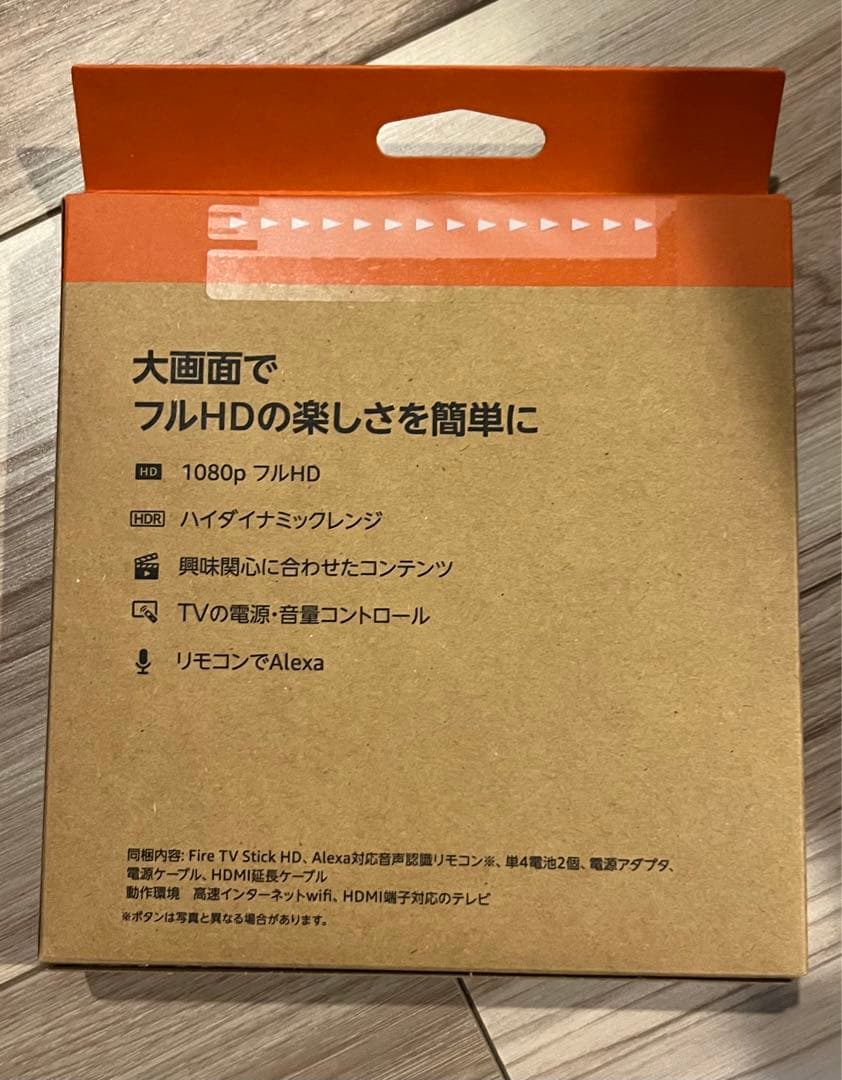 大画面で
フルHDの楽しさを簡単に
HD 1080p フルHD
HDR ハイダイナミックレンジ
興味関心に合わせたコンテンツ
TVの電源・音量コントロール
リモコンでAlexa
同梱内容: Fire TV Stick HD、Alexa対応音声認識リモコン※、単4電池2個、電源アダプタ、
電源ケーブル、HDMI延長ケーブル
動作環境　高速インターネットwifi、HDMI端子対応のテレビ
※ボタンは写真と異なる場合があります。